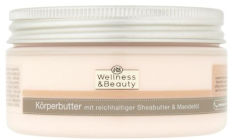 Wellness
&Beauty
Körperbutter mit reichhaltiger Sheabutter & Mandelöl